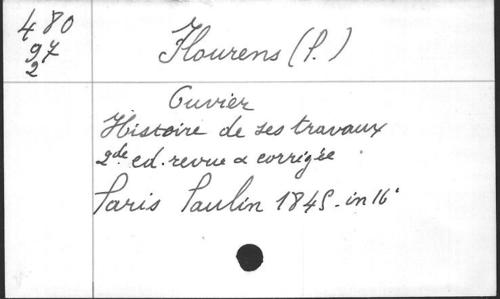 480
97
2
Flourens (P.)
Cuvier
Histoire de ses travaux
2de ed. revue & corrigée
Paris Paulin 1845 - in 16°